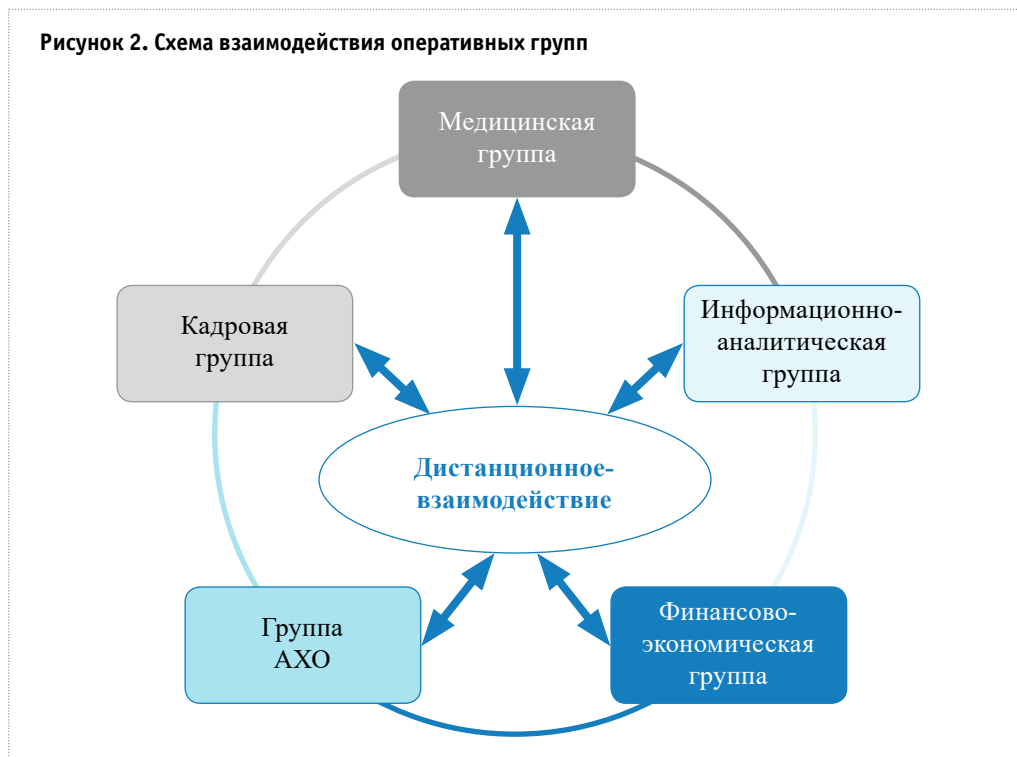 Рисунок 2. Схема взаимодействия оперативных групп
Медицинская
группа
Кадровая
группа
Информационно-
аналитическая
группа
Дистанционное-
взаимодействие
Группа
АХО
Финансово-
экономическая
группа